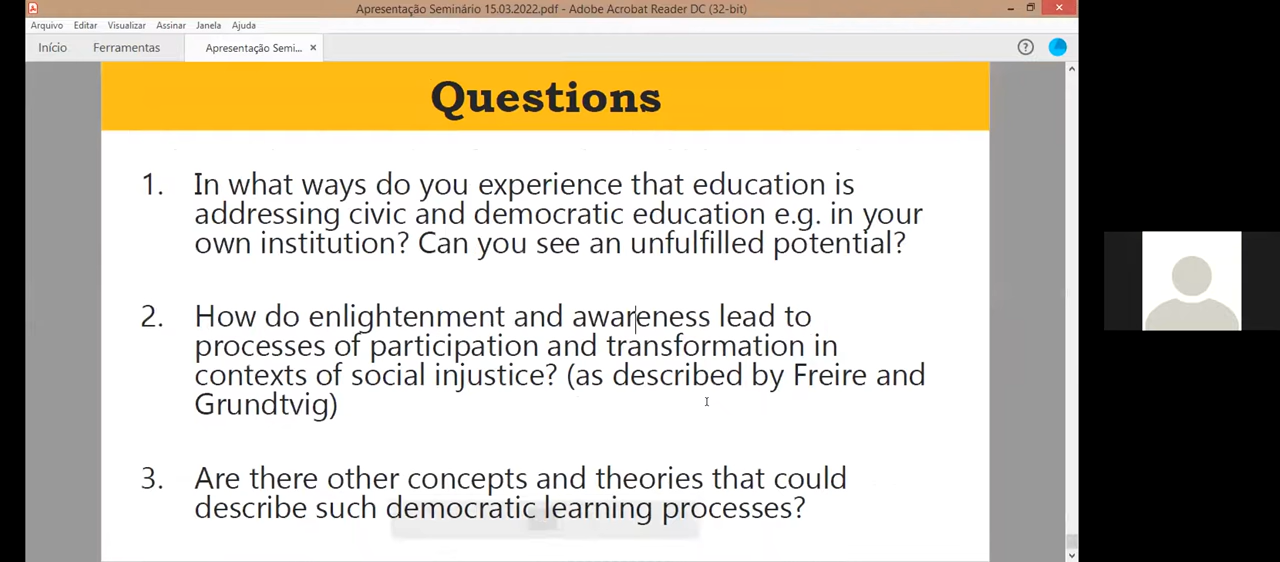 Apresentação Seminário 15.03.2022.pdf - Adobe Acrobat Reader DC (32-bit)
Arquivo Editar Visualizar Assinar Janela Ajuda
Início Ferramentas Apresentação Semi... ×
Questions
1. In what ways do you experience that education is
addressing civic and democratic education e.g. in your
own institution? Can you see an unfulfilled potential?
2. How do enlightenment and awareness lead to
processes of participation and transformation in
contexts of social injustice? (as described by Freire and
Grundtvig)
3. Are there other concepts and theories that could
describe such democratic learning processes?